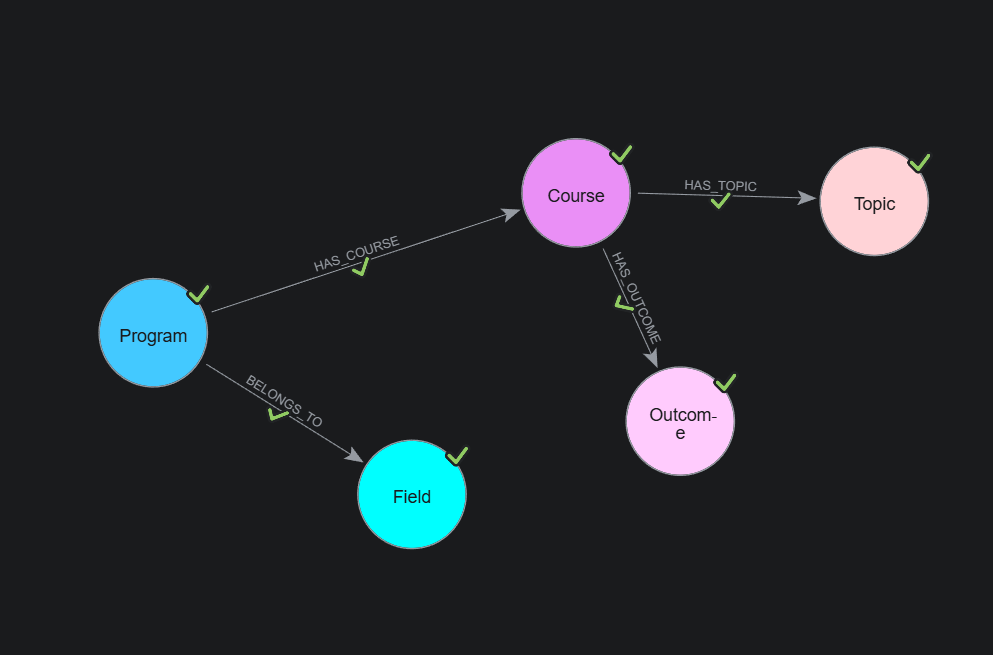 HAS_TOPIC
Course
Topic
HAS_COURSE
HAS_OUTCOME
Program
BELONGS_TO
Outcom-
e
Field